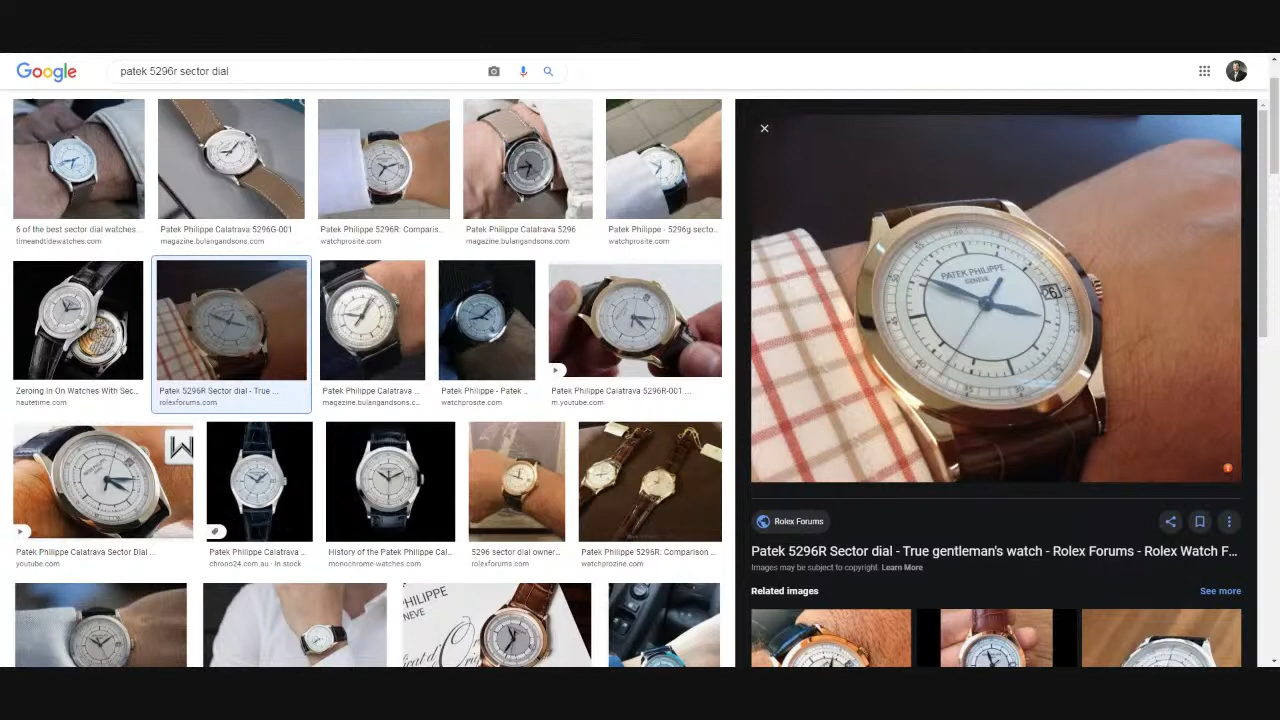 Google
patek 5296r sector dial
6 of the best sector dial watches...
timeandtidewatches.com
Patek Philippe Calatrava 5296G-001
magazine.bulangandsons.com
Patek Philippe 5296R: Comparis...
watchprosite.com
Patek Philippe Calatrava 5296
magazine.bulangandsons.com
Patek Philippe - 5296g secto...
watchprosite.com
Zeroing In On Watches With Sec...
hautetime.com
Patek 5296R Sector dial - True ...
rolexforums.com
Patek Philippe Calatrava ...
magazine.bulangandsons.c...
Patek Philippe - Patek ...
watchprosite.com
Patek Philippe Calatrava 5296R-001 ...
m.youtube.com
W
Patek Philippe Calatrava Sector Dial ...
youtube.com
Patek Philippe Calatrava ...
chrono24.com.au · In stock
History of the Patek Philippe Cal...
monochrome-watches.com
5296 sector dial owner...
rolexforums.com
Patek Philippe 5296R: Comparison ...
watchprozine.com
PHILIPPE
NEVE
PATEK PHILIPPE
GENEVE
26
Rolex Forums
Patek 5296R Sector dial - True gentleman's watch - Rolex Forums - Rolex Watch F...
Images may be subject to copyright. Learn More
Related images
See more